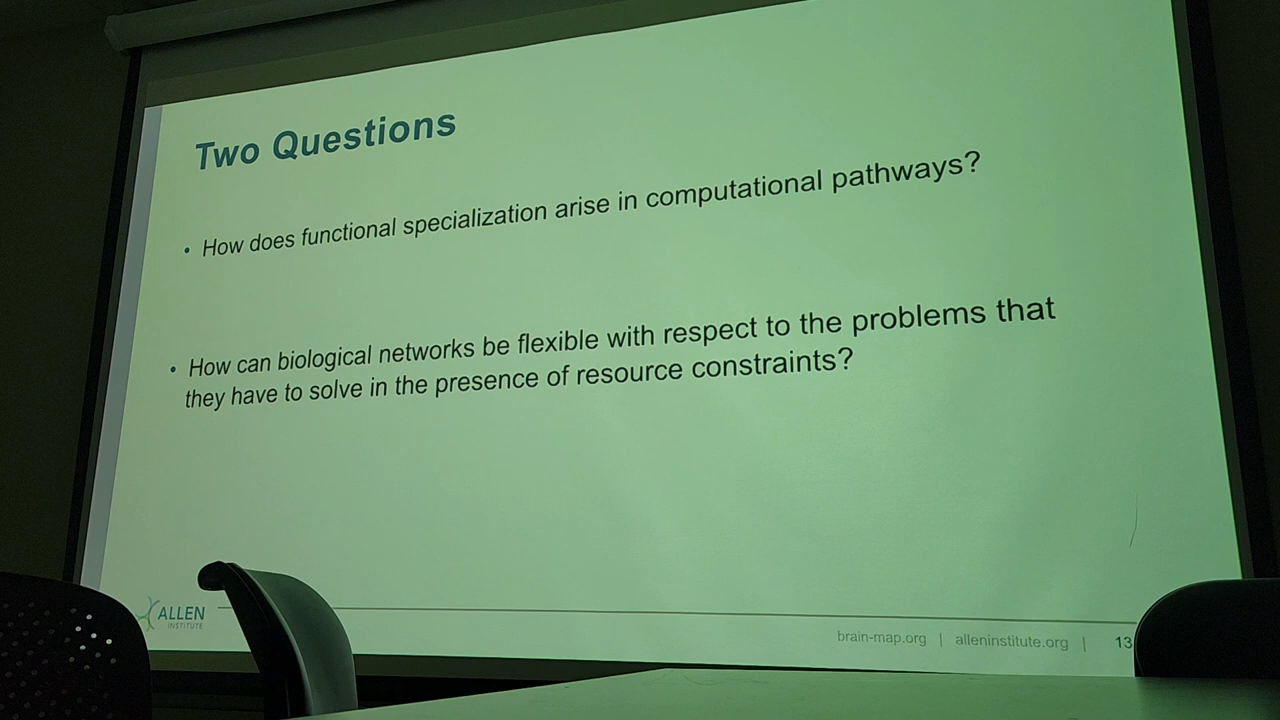 Two Questions
• How does functional specialization arise in computational pathways?
• How can biological networks be flexible with respect to the problems that
they have to solve in the presence of resource constraints?
ALLEN
INSTITUTE
brain-map.org | alleninstitute.org | 13